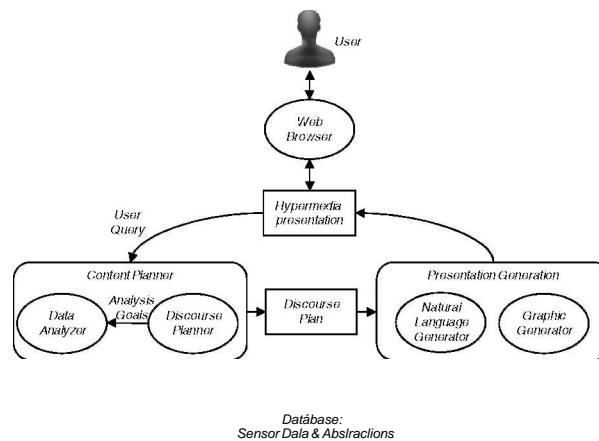 User
Web
Browser
Hypermedia
presentation
User
Query
Content Planner
Data
Analyzer
Analysis
Goals
Discourse
Planner
Discourse
Plan
Presentation Generation
Natural
Language
Generator
Graphic
Generator
Datábase:
Sensor Dala & Abslraclions